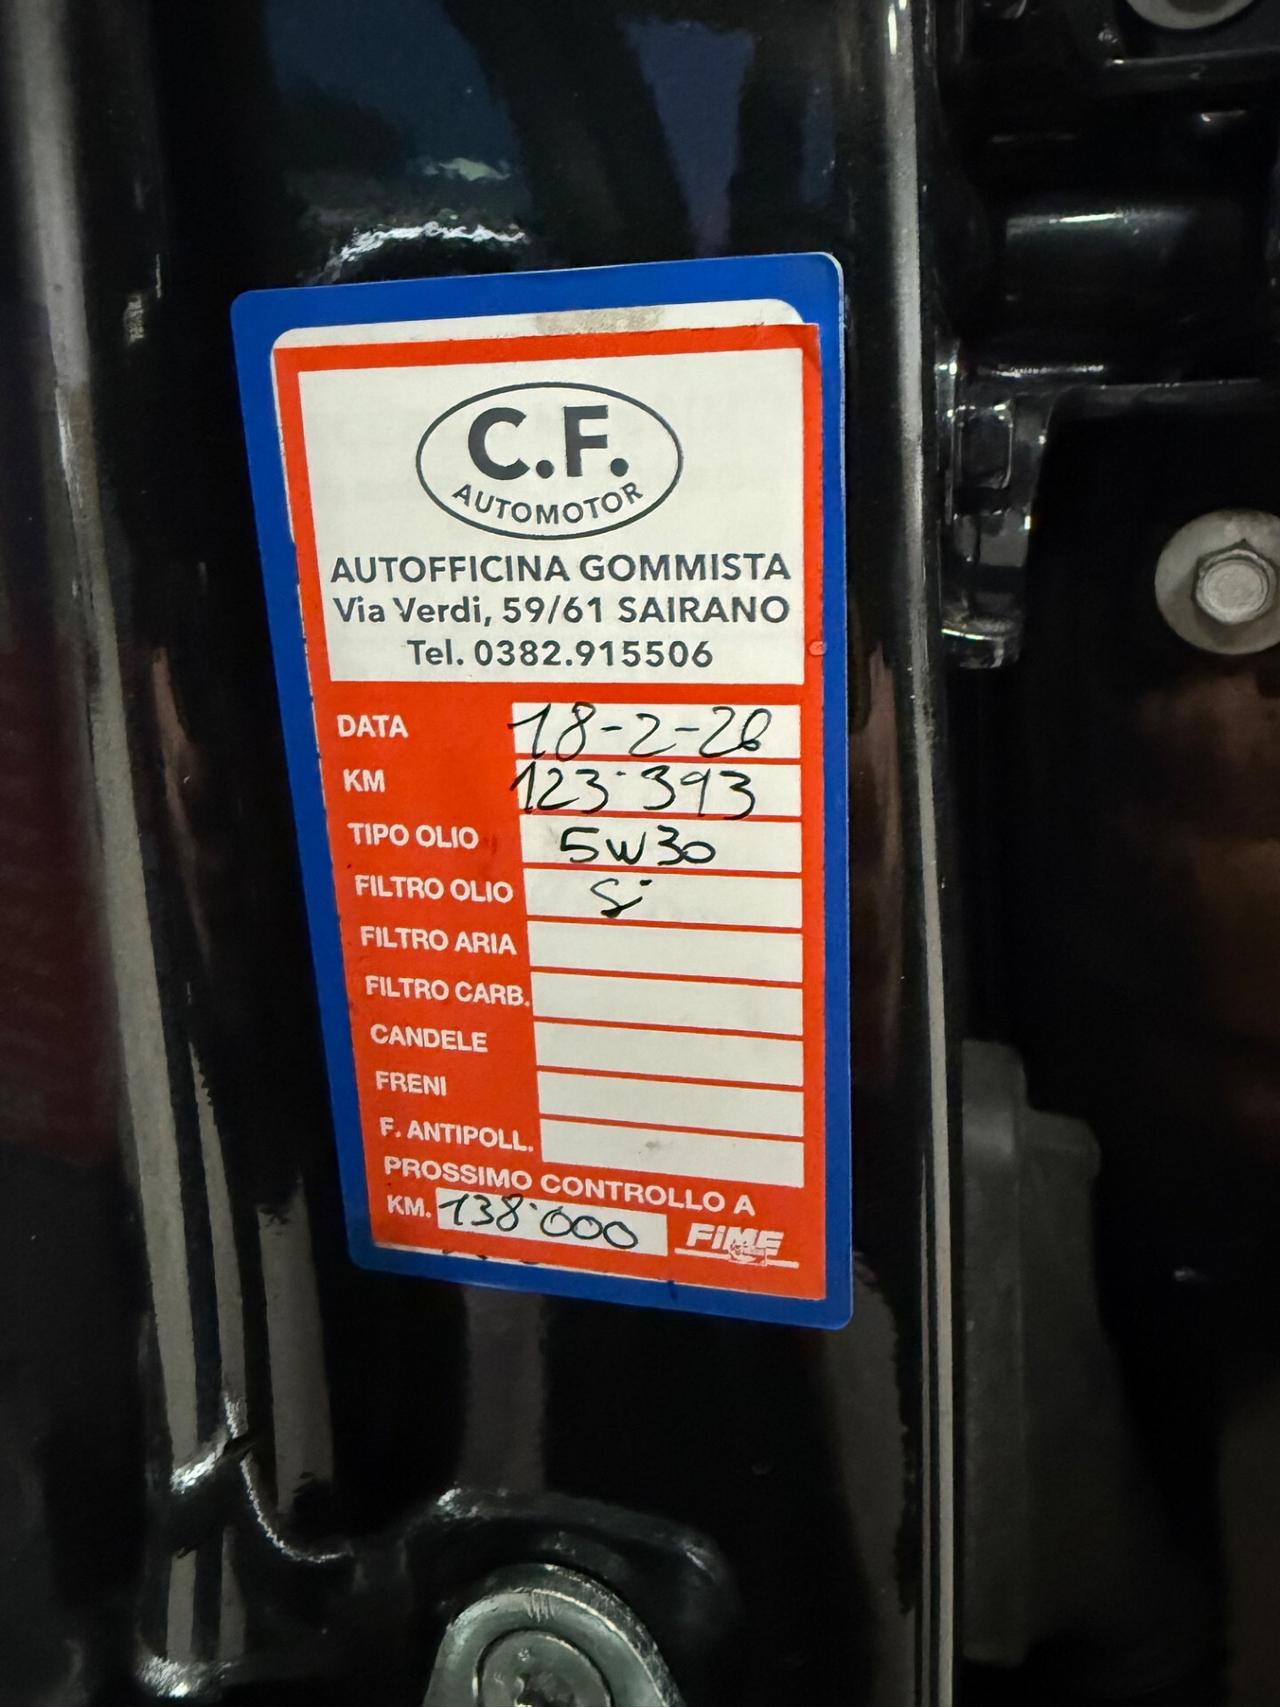 C.F.
AUTOMOTOR
AUTOFFICINA GOMMISTA
Via Verdi, 59/61 SAIRANO
Tel. 0382.915506
DATA 18-2-26
KM 123.393
TIPO OLIO 5W30
FILTRO OLIO Si
FILTRO ARIA
FILTRO CARB.
CANDELE
FRENI
F. ANTIPOLL.
PROSSIMO CONTROLLO A
KM. 138.000 FIME